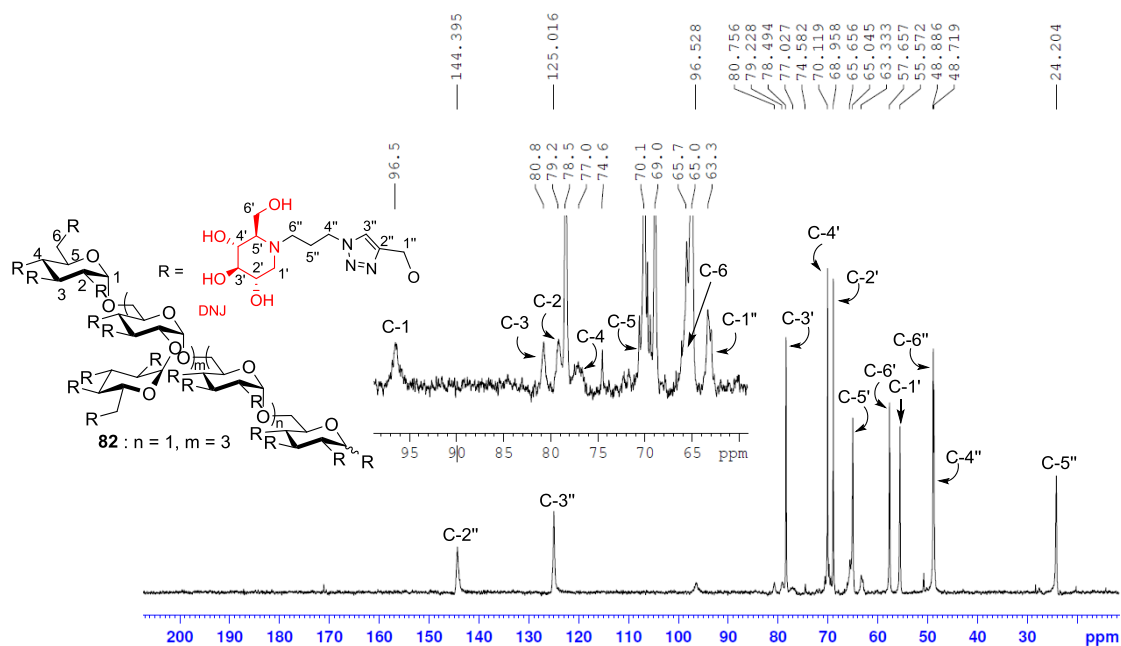 144.395
125.016
96.528
80.756
79.228
78.494
77.027
74.582
70.119
68.958
65.656
65.045
63.333
57.657
55.572
48.886
48.719
24.204
96.5
80.8
79.2
78.5
77.0
74.6
70.1
69.0
65.7
65.0
63.3
C-1
C-3
C-2
C-4
C-5
C-6
C-1"
95 90 85 80 75 70 65 ppm
R =
6'
OH
HO
4'
5'
N
6"
5"
4"
3"
2"
1"
N
N
N
O
HO
3'
2'
1'
OH
DNJ
R
6
4
5
1
R
R
3
2
R
O
O
R
R
O
O
O
m
R
R
R
O
O
R
R
R
O
R
O
n
R
R
O
R
R
82 : n = 1, m = 3
C-2"
C-3"
C-3'
C-4'
C-2'
C-5'
C-6'
C-1'
C-6"
C-4"
C-5"
200 190 180 170 160 150 140 130 120 110 100 90 80 70 60 50 40 30 ppm